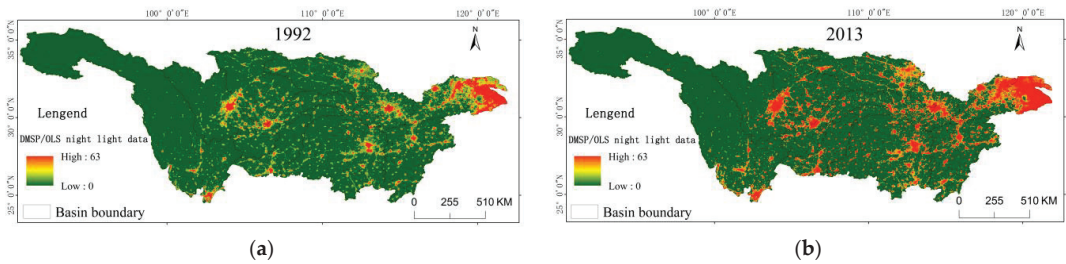 100° 0′0″E 110° 0′0″E 120° 0′0″E
1992
N
35° 0′0″N
30° 0′0″N
25° 0′0″N
Lengend
DMSP/OLS night light data
High : 63
Low : 0
Basin boundary
0 255 510 KM
(a)
100° 0′0″E 110° 0′0″E 120° 0′0″E
2013
N
35° 0′0″N
30° 0′0″N
25° 0′0″N
Lengend
DMSP/OLS night light data
High : 63
Low : 0
Basin boundary
0 255 510 KM
(b)